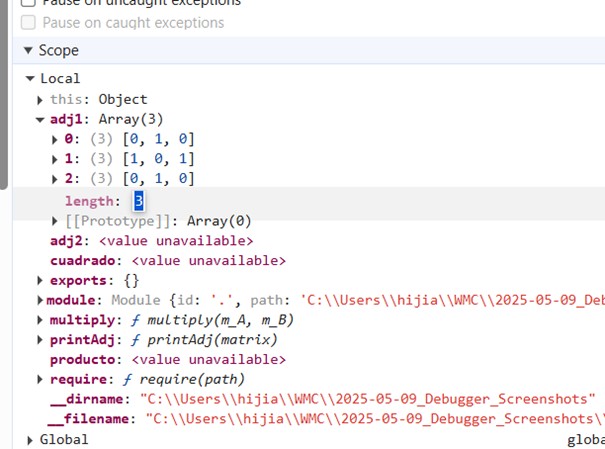 Pause on uncaught exceptions
Pause on caught exceptions
Scope
Local
this: Object
adj1: Array(3)
0: (3) [0, 1, 0]
1: (3) [1, 0, 1]
2: (3) [0, 1, 0]
length: 3
[[Prototype]]: Array(0)
adj2: <value unavailable>
cuadrado: <value unavailable>
exports: {}
module: Module {id: '.', path: 'C:\\Users\\hijia\\WMC\\2025-05-09_Deb
multiply: ƒ multiply(m_A, m_B)
printAdj: ƒ printAdj(matrix)
producto: <value unavailable>
require: ƒ require(path)
__dirname: "C:\\Users\\hijia\\WMC\\2025-05-09_Debugger_Screenshots"
__filename: "C:\\Users\\hijia\\WMC\\2025-05-09_Debugger_Screenshots\\
Global globa